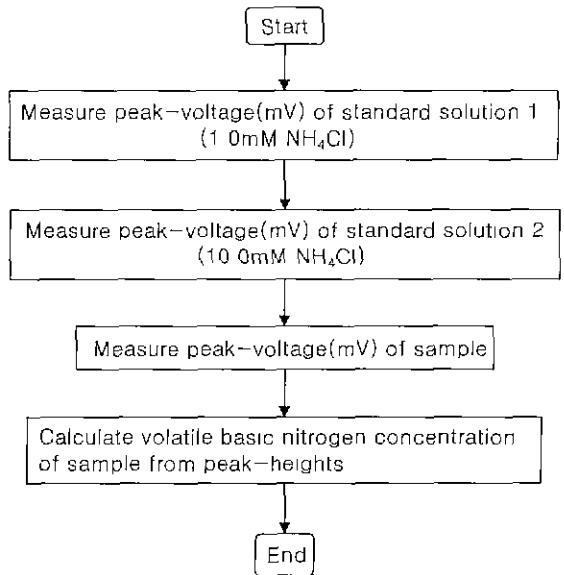 Start
Measure peak-voltage(mV) of standard solution 1
(1 0mM NH₄Cl)
Measure peak-voltage(mV) of standard solution 2
(10 0mM NH₄Cl)
Measure peak-voltage(mV) of sample
Calculate volatile basic nitrogen concentration
of sample from peak-heights
End